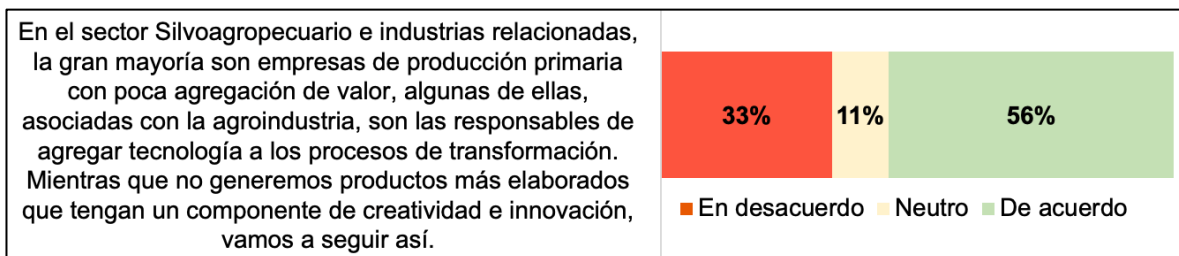 En el sector Silvoagropecuario e industrias relacionadas,
la gran mayoría son empresas de producción primaria
con poca agregación de valor, algunas de ellas,
asociadas con la agroindustria, son las responsables de
agregar tecnología a los procesos de transformación.
Mientras que no generemos productos más elaborados
que tengan un componente de creatividad e innovación,
vamos a seguir así.
33% 11% 56%
En desacuerdo Neutro De acuerdo